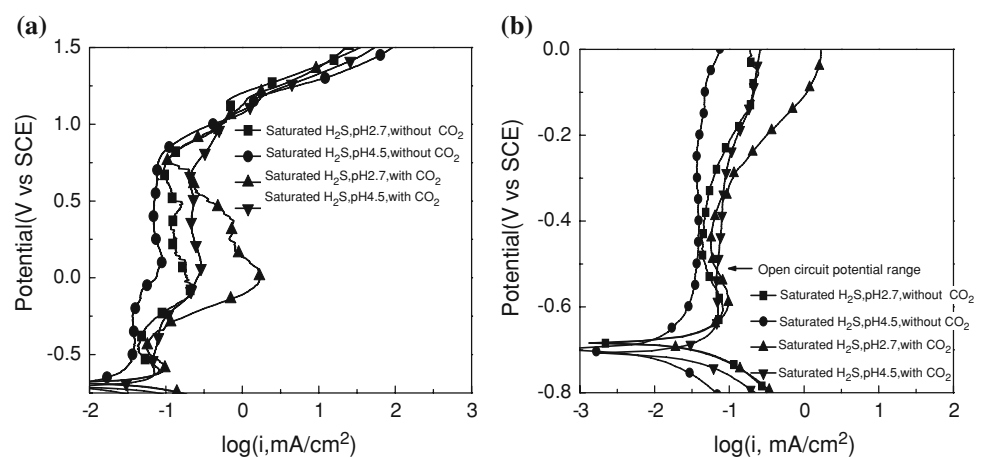 (a)
1.5
1.0
0.5
0.0
-0.5
Potential(V vs SCE)
-2 -1 0 1 2 3
log(i,mA/cm²)
Saturated H₂S,pH2.7,without CO₂
Saturated H₂S,pH4.5,without CO₂
Saturated H₂S,pH2.7,with CO₂
Saturated H₂S,pH4.5,with CO₂
(b)
0.0
-0.2
-0.4
-0.6
-0.8
Potential(V vs SCE)
-3 -2 -1 0 1 2
log(i, mA/cm²)
Open circuit potential range
Saturated H₂S,pH2.7,without CO₂
Saturated H₂S,pH4.5,without CO₂
Saturated H₂S,pH2.7,with CO₂
Saturated H₂S,pH4.5,with CO₂